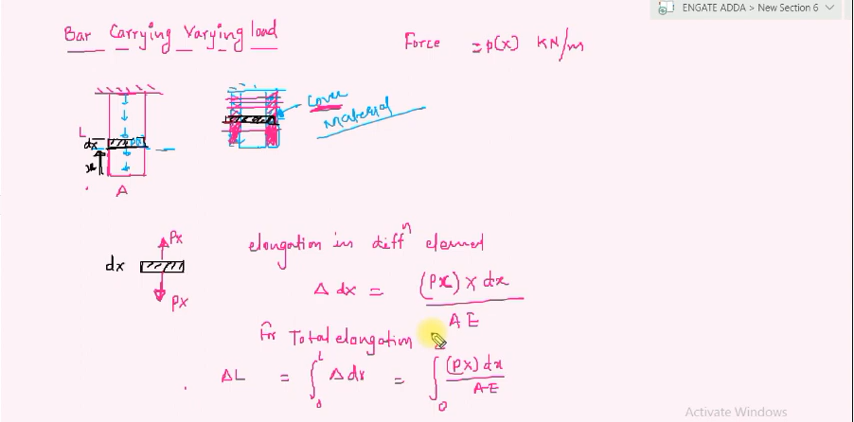 ENGATE ADDA > New Section 6
Bar Carrying Varying load
Force = p(x) KN/m
Cover
Material
L
dx
x
A
Px
dx
Px
elongation in diffⁿ element
Δ dx = (Px) x dx / AE
For Total elongation
ΔL = ∫₀ᴸ Δdx = ∫₀ᴸ (Px) dx / AE
Activate Windows